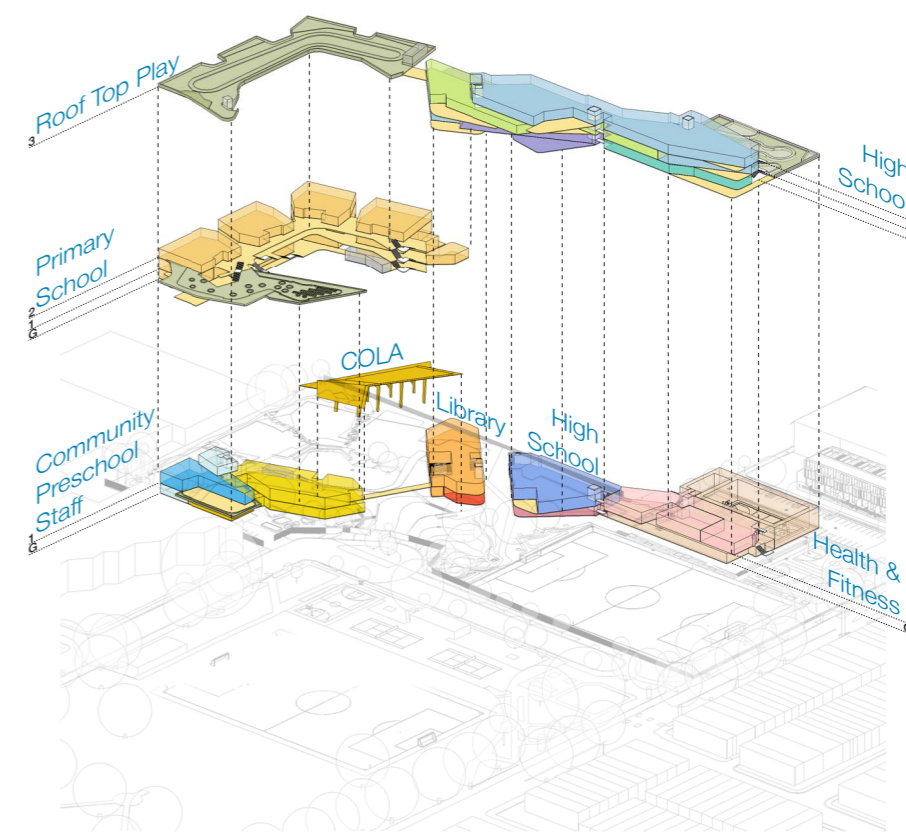 Roof Top Play
3
High
Schoo
Primary
School
2
1
G
COLA
Library
High
School
Community
Preschool
Staff
1
G
Health &
Fitness